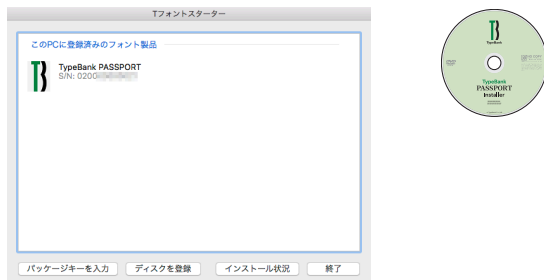 Tフォントスターター
このPCに登録済みのフォント製品
TypeBank PASSPORT
S/N: 0200
パッケージキーを入力
ディスクを登録
インストール状況
終了
TypeBank
TypeBank
PASSPORT
Installer